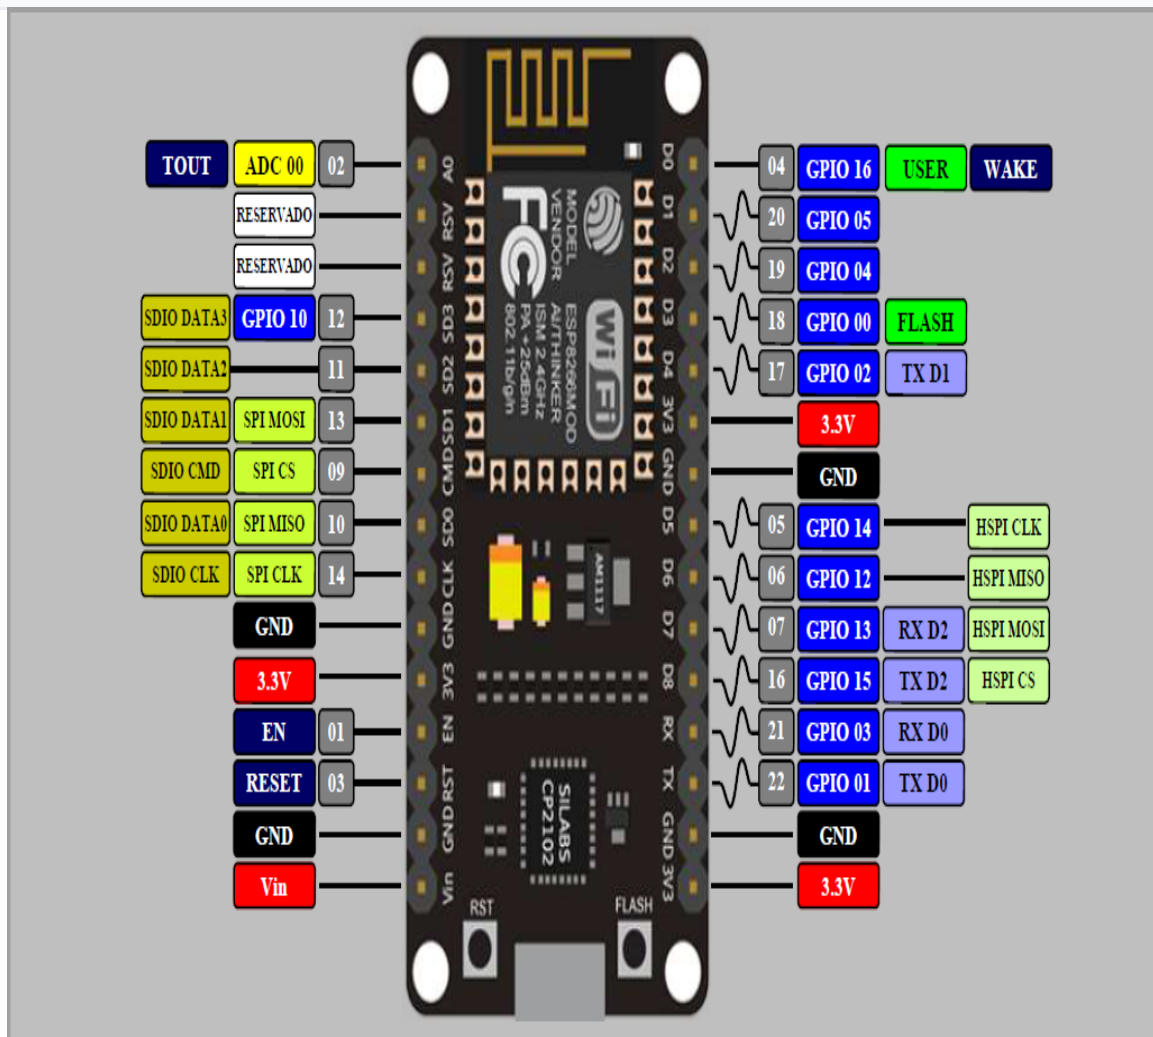 TOUT ADC 00 02 A0 D0 04 GPIO 16 USER WAKE
RESERVADO RSV D1 20 GPIO 05
RESERVADO RSV D2 19 GPIO 04
SDIO DATA3 GPIO 10 12 SD3 D3 18 GPIO 00 FLASH
SDIO DATA2 11 SD2 D4 17 GPIO 02 TX D1
SDIO DATA1 SPI MOSI 13 SD1 3V3 3.3V
SDIO CMD SPI CS 09 CMD GND GND
SDIO DATA0 SPI MISO 10 SD0 D5 05 GPIO 14 HSPI CLK
SDIO CLK SPI CLK 14 CLK D6 06 GPIO 12 HSPI MISO
GND GND D7 07 GPIO 13 RX D2 HSPI MOSI
3.3V 3V3 D8 16 GPIO 15 TX D2 HSPI CS
EN 01 EN RX 21 GPIO 03 RX D0
RESET 03 RST TX 22 GPIO 01 TX D0
GND GND GND GND
Vin Vin 3V3 3.3V
MODEL ESP8266MOD
VENDOR AI/THINKER
ISM 2.4GHz
PA +25dBm
802.11b/g/n
FC
Wi Fi
AM1117
SILABS
CP2102
RST
FLASH